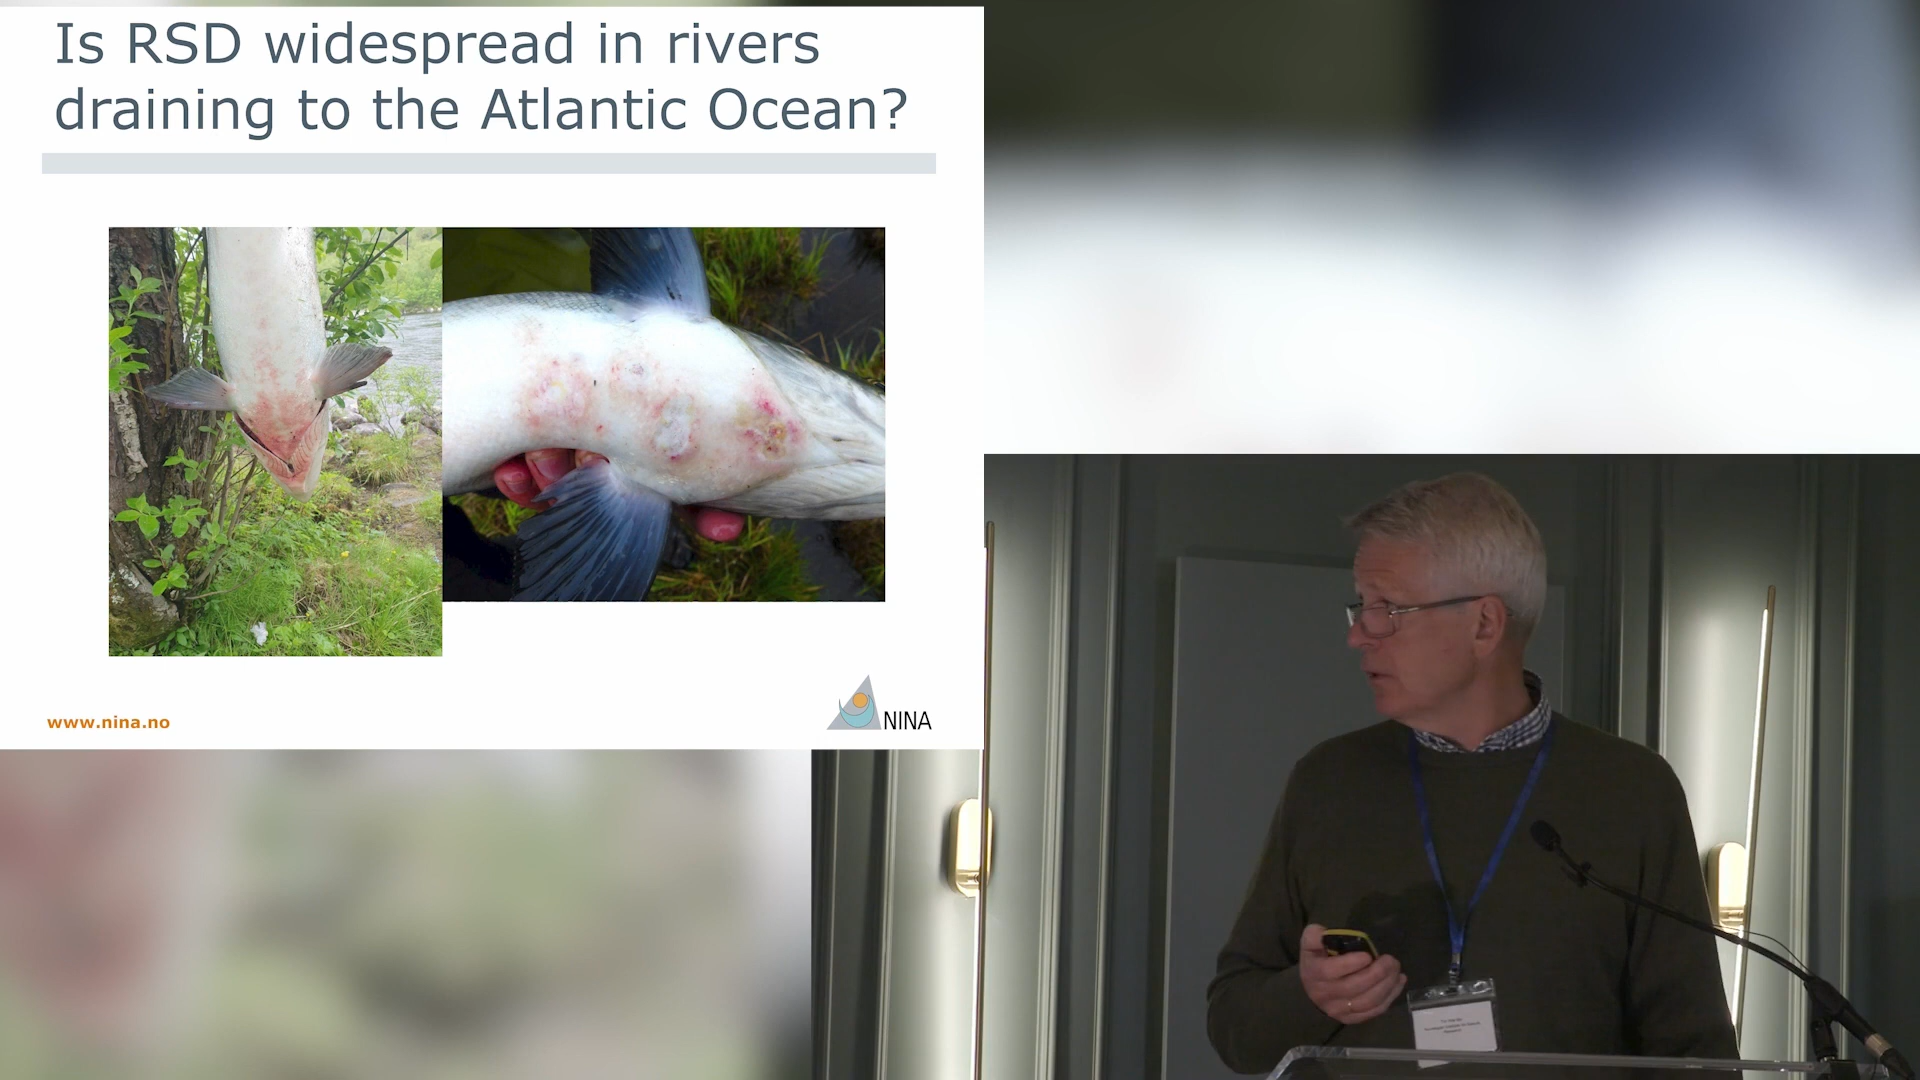 Is RSD widespread in rivers
draining to the Atlantic Ocean?
www.nina.no
NINA